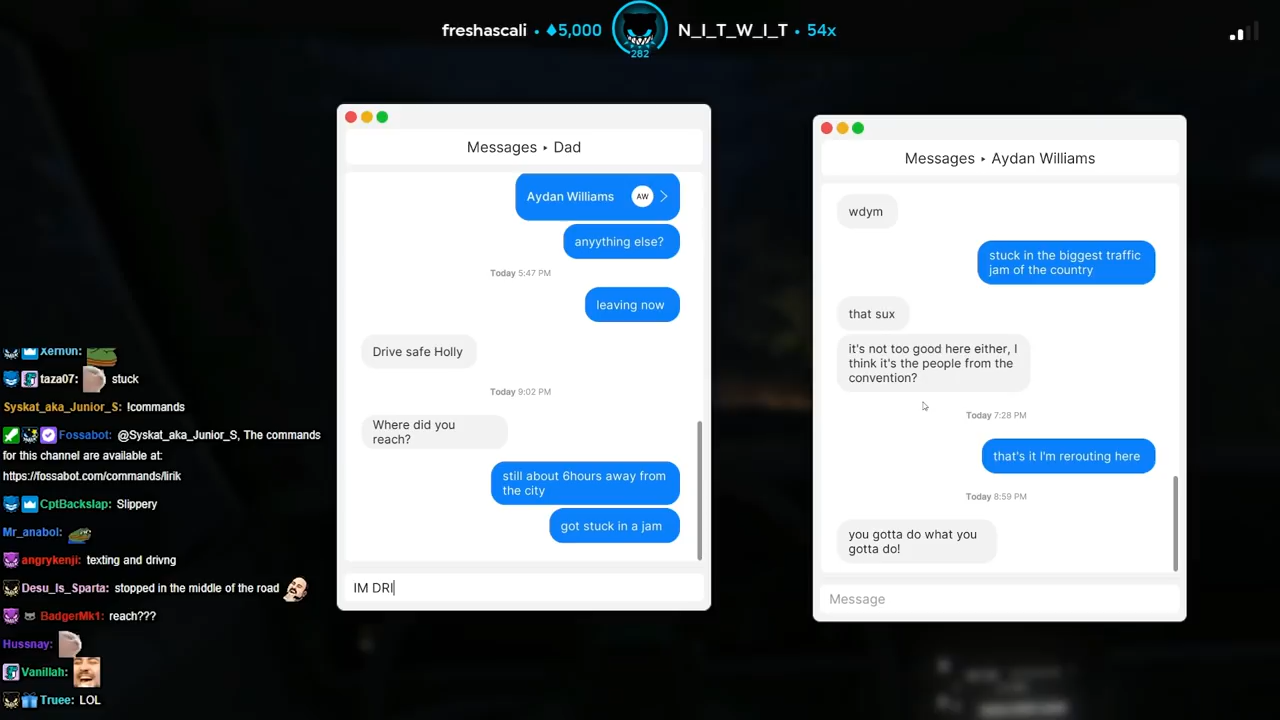 freshascali • 5,000 N_I_T_W_I_T • 54x
282
Messages ▸ Dad
Aydan Williams AW
anyything else?
Today 5:47 PM
leaving now
Drive safe Holly
Today 9:02 PM
Where did you
reach?
still about 6hours away from
the city
got stuck in a jam
IM DRI
Messages ▸ Aydan Williams
wdym
stuck in the biggest traffic
jam of the country
that sux
it's not too good here either, I
think it's the people from the
convention?
Today 7:28 PM
that's it I'm rerouting here
Today 8:59 PM
you gotta do what you
gotta do!
Message
Xernun:
taza07: stuck
Syskat_aka_Junior_S: !commands
Fossabot: @Syskat_aka_Junior_S, The commands
for this channel are available at:
https://fossabot.com/commands/lirik
CptBackslap: Slippery
Mr_anabol:
angrykenji: texting and drivng
Desu_Is_Sparta: stopped in the middle of the road
BadgerMk1: reach???
Hussnay:
Vanillah:
Truee: LOL